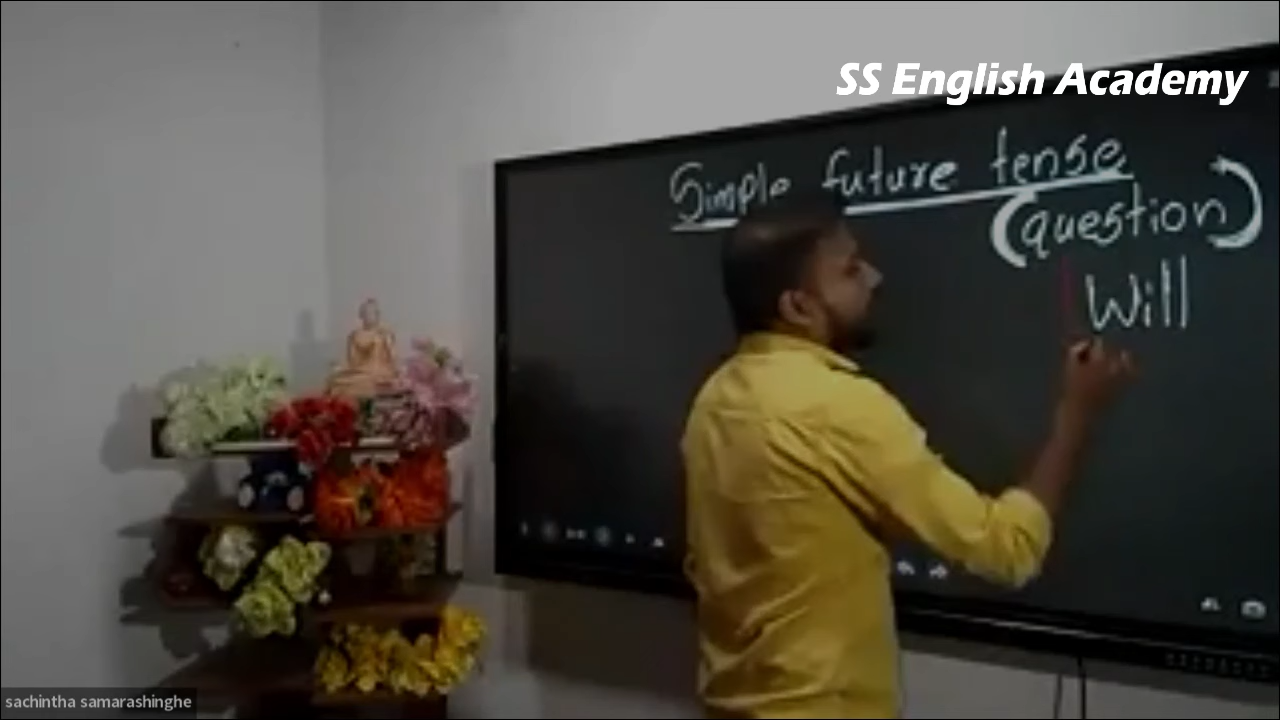 SS English Academy
Simple future tense
(question)
Will
sachintha samarashinghe